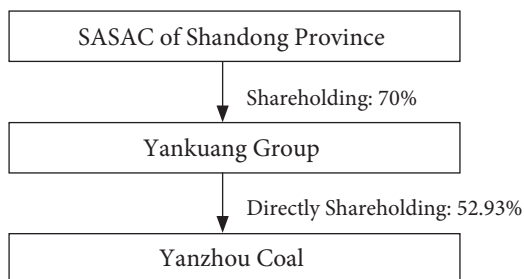 SASAC of Shandong Province
Shareholding: 70%
Yankuang Group
Directly Shareholding: 52.93%
Yanzhou Coal